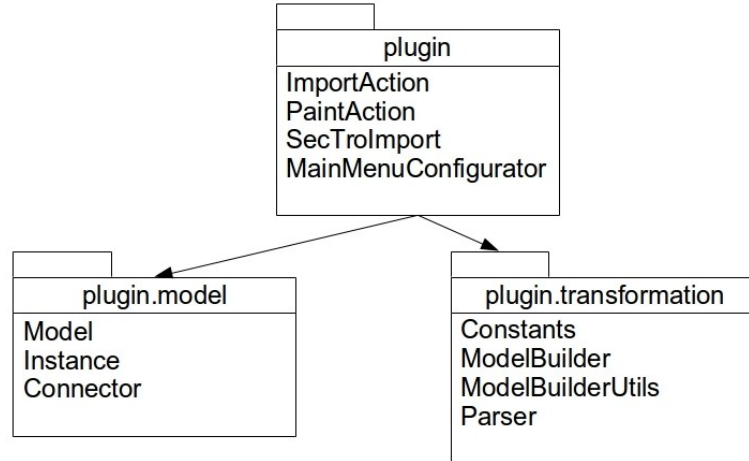 plugin
ImportAction
PaintAction
SecTroImport
MainMenuConfigurator
plugin.model
Model
Instance
Connector
plugin.transformation
Constants
ModelBuilder
ModelBuilderUtils
Parser